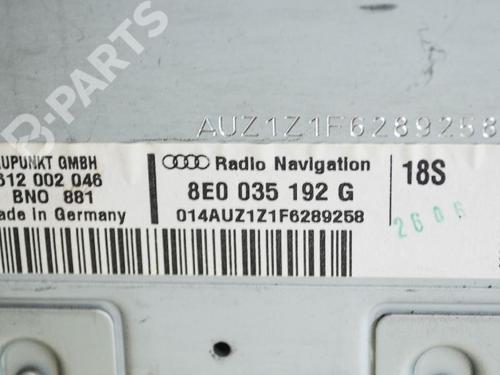 B-PARTS
AUZ1Z1F6289258
AUPUNKT GMBH
612 002 046
BNO 881
ade in Germany
Radio Navigation
8E0 035 192 G
014AUZ1Z1F6289258
18S
2606